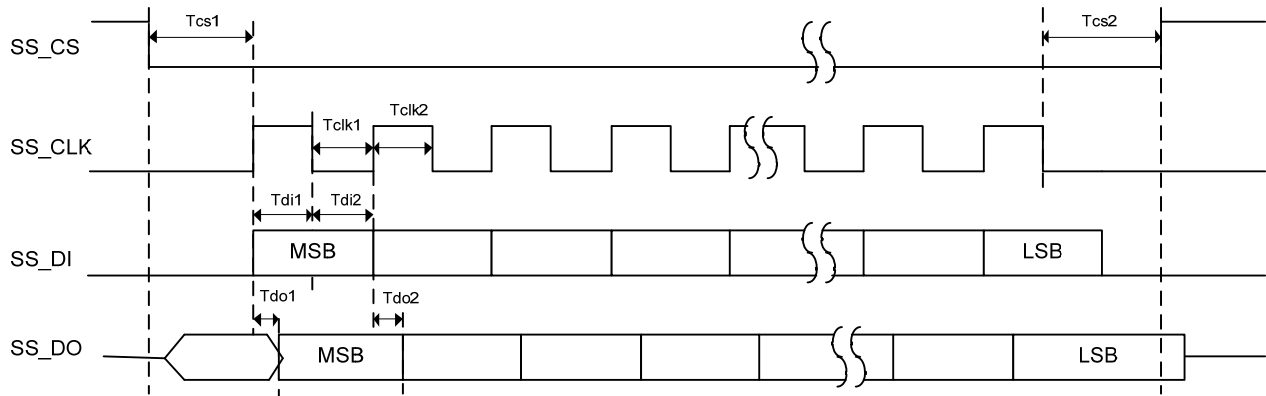 Tcs1
Tcs2
SS_CS
Tclk1
Tclk2
SS_CLK
Tdi1
Tdi2
SS_DI
MSB
LSB
Tdo1
Tdo2
SS_DO
MSB
LSB